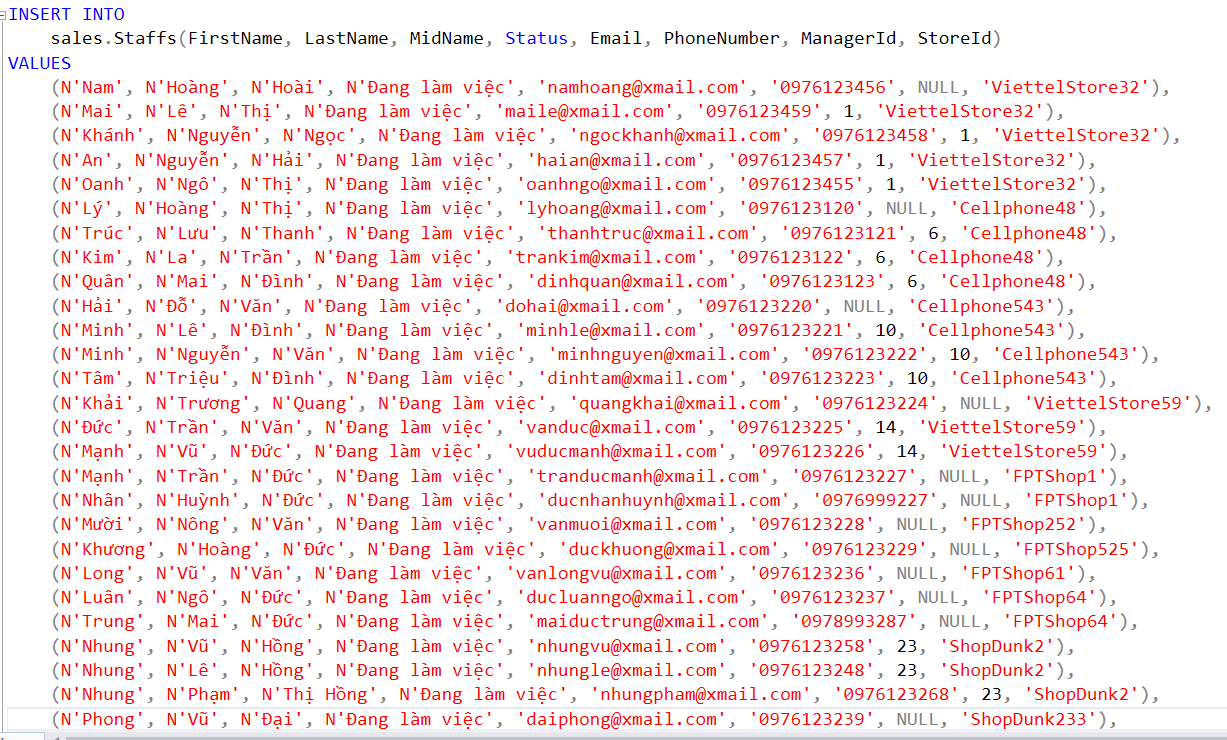 INSERT INTO
sales.Staffs(FirstName, LastName, MidName, Status, Email, PhoneNumber, ManagerId, StoreId)
VALUES
(N'Nam', N'Hoàng', N'Hoài', N'Đang làm việc', 'namhoang@xmail.com', '0976123456', NULL, 'ViettelStore32'),
(N'Mai', N'Lê', N'Thị', N'Đang làm việc', 'maile@xmail.com', '0976123459', 1, 'ViettelStore32'),
(N'Khánh', N'Nguyễn', N'Ngọc', N'Đang làm việc', 'ngockhanh@xmail.com', '0976123458', 1, 'ViettelStore32'),
(N'An', N'Nguyễn', N'Hải', N'Đang làm việc', 'haian@xmail.com', '0976123457', 1, 'ViettelStore32'),
(N'Oanh', N'Ngô', N'Thị', N'Đang làm việc', 'oanhngo@xmail.com', '0976123455', 1, 'ViettelStore32'),
(N'Lý', N'Hoàng', N'Thị', N'Đang làm việc', 'lyhoang@xmail.com', '0976123120', NULL, 'Cellphone48'),
(N'Trúc', N'Lưu', N'Thanh', N'Đang làm việc', 'thanhtruc@xmail.com', '0976123121', 6, 'Cellphone48'),
(N'Kim', N'La', N'Trần', N'Đang làm việc', 'trankim@xmail.com', '0976123122', 6, 'Cellphone48'),
(N'Quân', N'Mai', N'Đình', N'Đang làm việc', 'dinhquan@xmail.com', '0976123123', 6, 'Cellphone48'),
(N'Hải', N'Đỗ', N'Văn', N'Đang làm việc', 'dohai@xmail.com', '0976123220', NULL, 'Cellphone543'),
(N'Minh', N'Lê', N'Đình', N'Đang làm việc', 'minhle@xmail.com', '0976123221', 10, 'Cellphone543'),
(N'Minh', N'Nguyễn', N'Văn', N'Đang làm việc', 'minhnguyen@xmail.com', '0976123222', 10, 'Cellphone543'),
(N'Tâm', N'Triệu', N'Đình', N'Đang làm việc', 'dinhtam@xmail.com', '0976123223', 10, 'Cellphone543'),
(N'Khải', N'Trương', N'Quang', N'Đang làm việc', 'quangkhai@xmail.com', '0976123224', NULL, 'ViettelStore59'),
(N'Đức', N'Trần', N'Văn', N'Đang làm việc', 'vanduc@xmail.com', '0976123225', 14, 'ViettelStore59'),
(N'Mạnh', N'Vũ', N'Đức', N'Đang làm việc', 'vuducmanh@xmail.com', '0976123226', 14, 'ViettelStore59'),
(N'Mạnh', N'Trần', N'Đức', N'Đang làm việc', 'tranducmanh@xmail.com', '0976123227', NULL, 'FPTShop1'),
(N'Nhân', N'Huỳnh', N'Đức', N'Đang làm việc', 'ducnhanhuynh@xmail.com', '0976999227', NULL, 'FPTShop1'),
(N'Mười', N'Nông', N'Văn', N'Đang làm việc', 'vanmuoi@xmail.com', '0976123228', NULL, 'FPTShop252'),
(N'Khương', N'Hoàng', N'Đức', N'Đang làm việc', 'duckhuong@xmail.com', '0976123229', NULL, 'FPTShop525'),
(N'Long', N'Vũ', N'Văn', N'Đang làm việc', 'vanlongvu@xmail.com', '0976123236', NULL, 'FPTShop61'),
(N'Luân', N'Ngô', N'Đức', N'Đang làm việc', 'ducluanngo@xmail.com', '0976123237', NULL, 'FPTShop64'),
(N'Trung', N'Mai', N'Đức', N'Đang làm việc', 'maiductrung@xmail.com', '0978993287', NULL, 'FPTShop64'),
(N'Nhung', N'Vũ', N'Hồng', N'Đang làm việc', 'nhungvu@xmail.com', '0976123258', 23, 'ShopDunk2'),
(N'Nhung', N'Lê', N'Hồng', N'Đang làm việc', 'nhungle@xmail.com', '0976123248', 23, 'ShopDunk2'),
(N'Nhung', N'Phạm', N'Thị Hồng', N'Đang làm việc', 'nhungpham@xmail.com', '0976123268', 23, 'ShopDunk2'),
(N'Phong', N'Vũ', N'Đại', N'Đang làm việc', 'daiphong@xmail.com', '0976123239', NULL, 'ShopDunk233'),